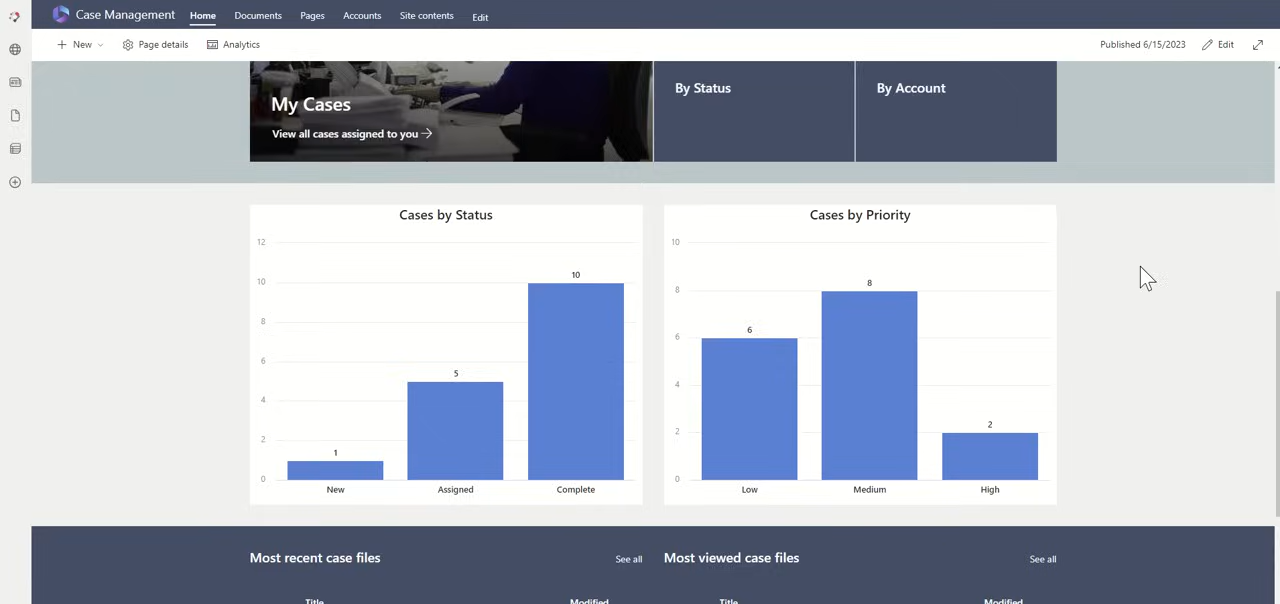 Case Management Home Documents Pages Accounts Site contents Edit
New Page details Analytics Published 6/15/2023 Edit
My Cases
View all cases assigned to you →
By Status
By Account
Cases by Status
12
10
8
6
4
2
0
1
5
10
New Assigned Complete
Cases by Priority
10
8
6
4
2
0
6
8
2
Low Medium High
Most recent case files See all
Title Modified
Most viewed case files See all
Title Modified